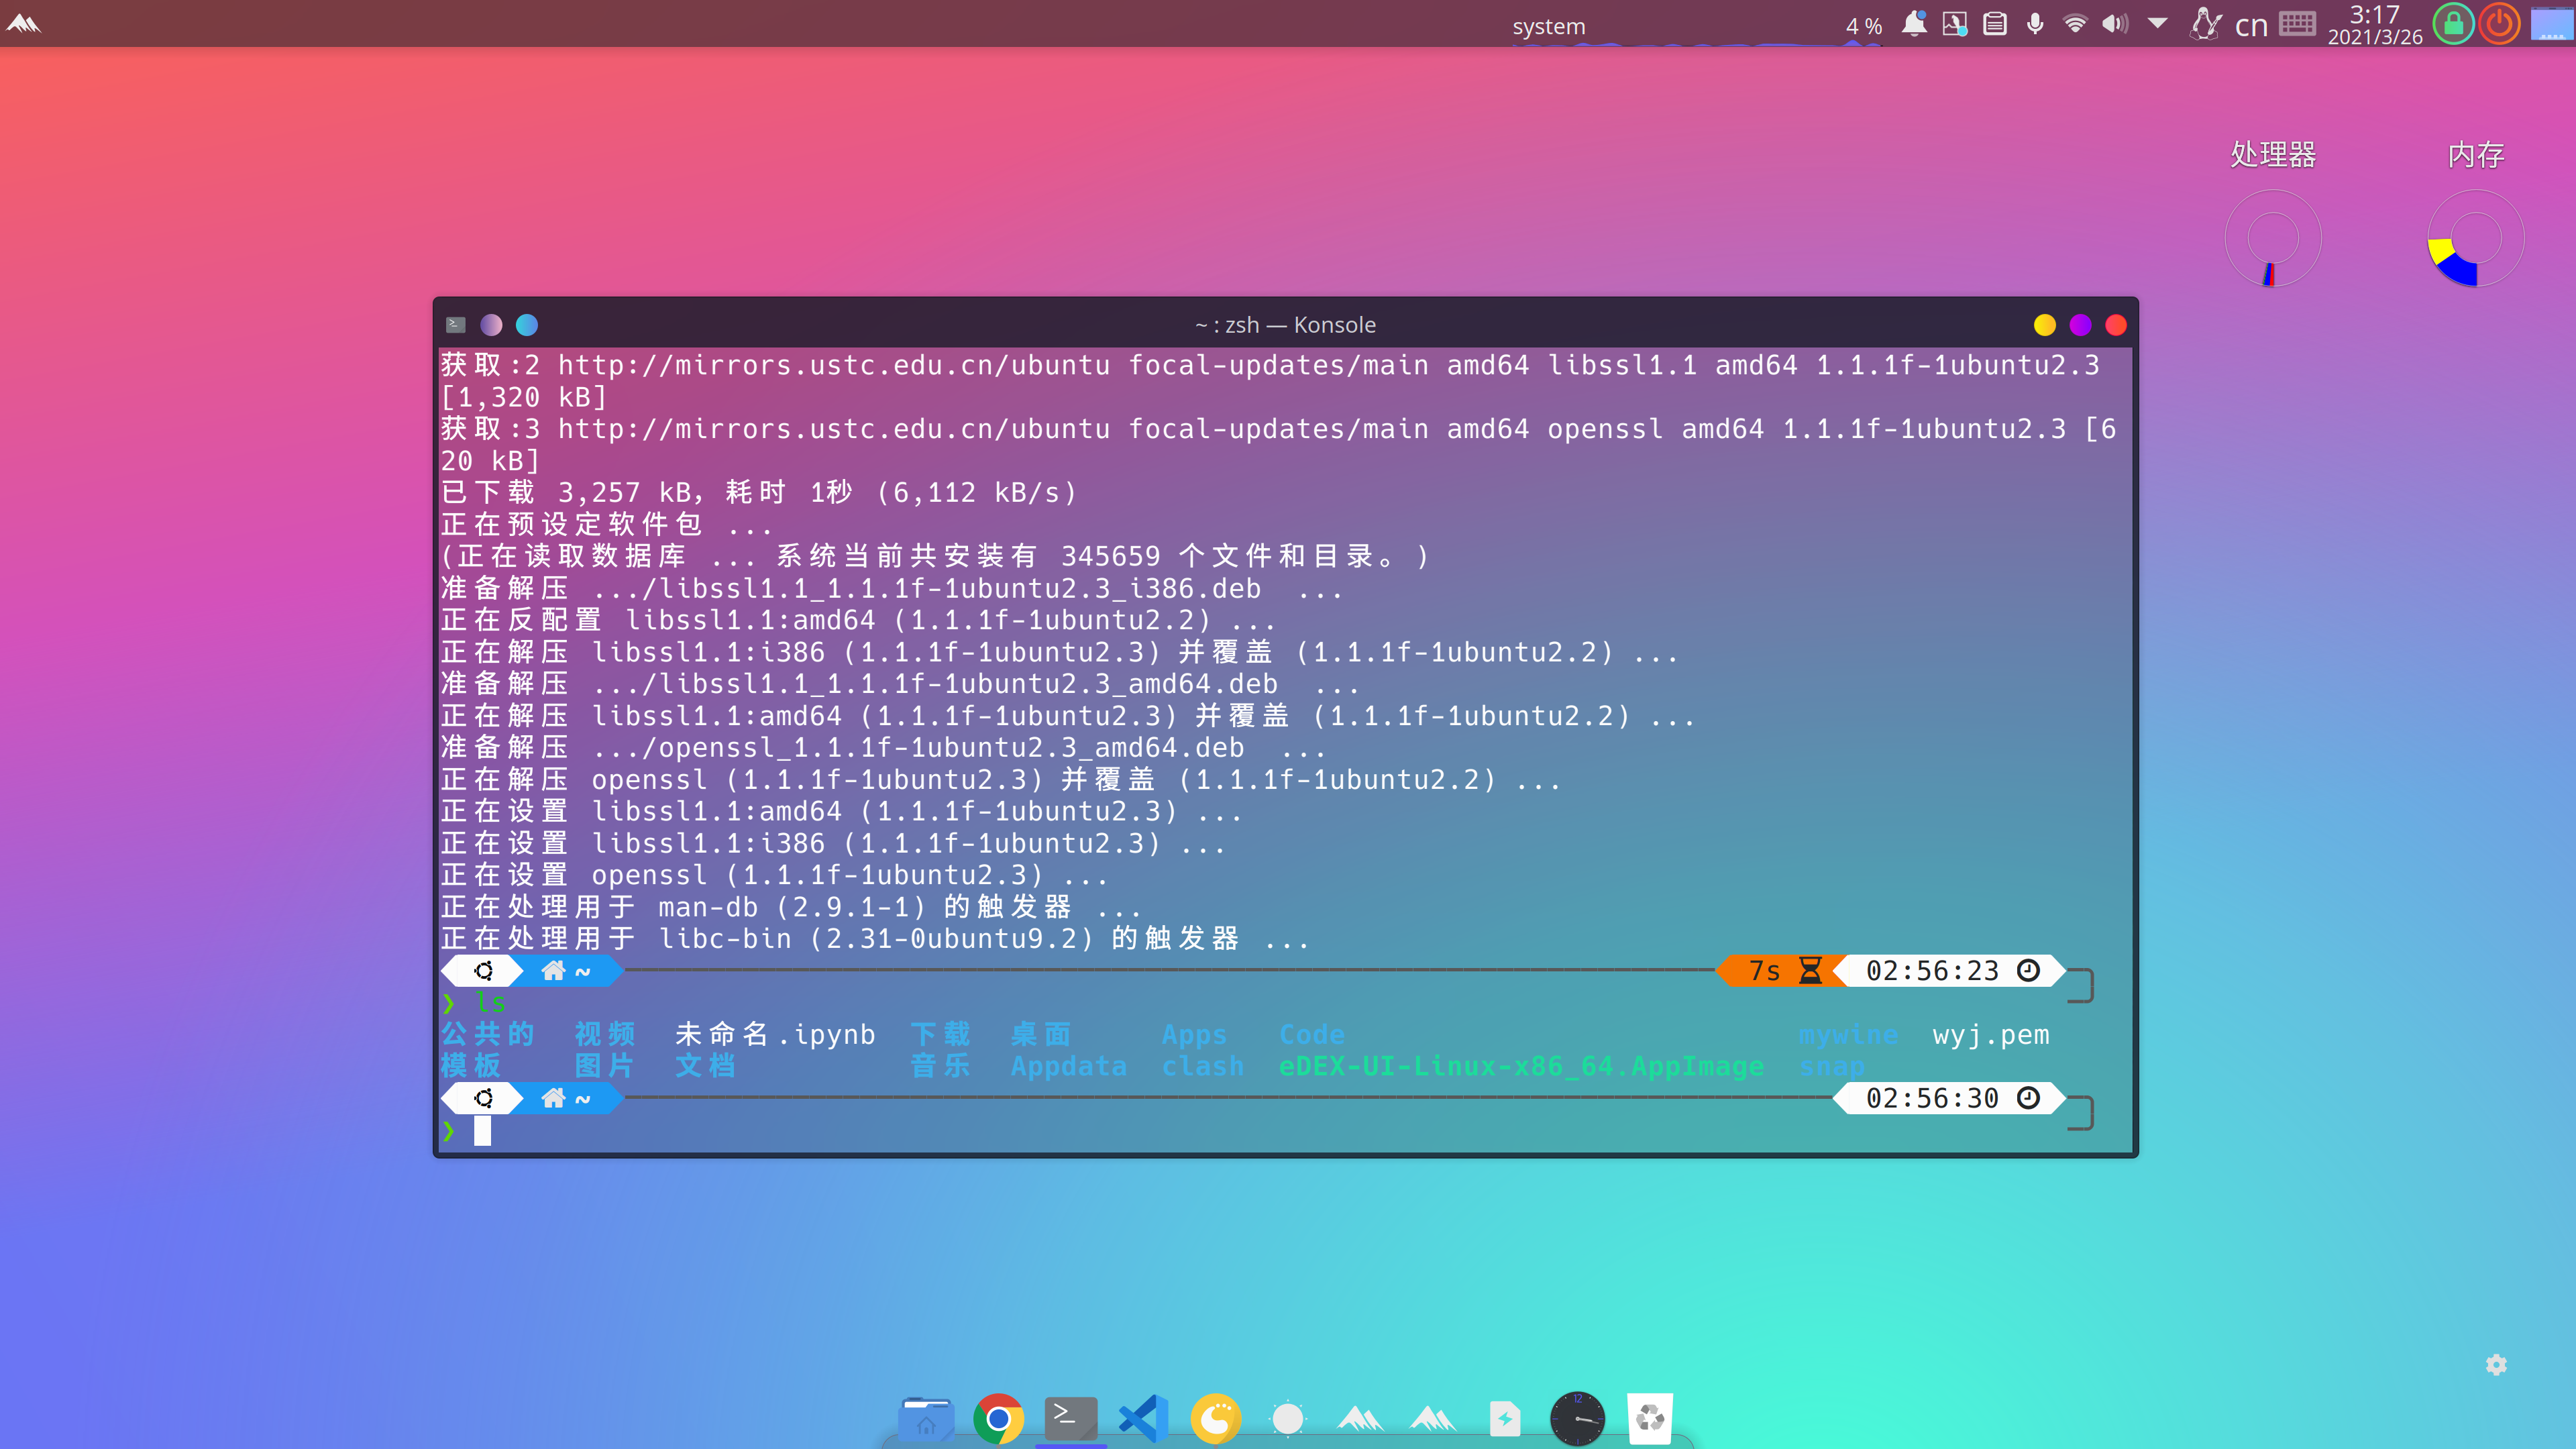 system
4 %
cn
3:17
2021/3/26
处理器
内存
~ : zsh — Konsole
获取:2 http://mirrors.ustc.edu.cn/ubuntu focal-updates/main amd64 libssl1.1 amd64 1.1.1f-1ubuntu2.3
[1,320 kB]
获取:3 http://mirrors.ustc.edu.cn/ubuntu focal-updates/main amd64 openssl amd64 1.1.1f-1ubuntu2.3 [6
20 kB]
已下载 3,257 kB，耗时 1秒 (6,112 kB/s)
正在预设定软件包 ...
(正在读取数据库 ... 系统当前共安装有 345659 个文件和目录。)
准备解压 .../libssl1.1_1.1.1f-1ubuntu2.3_i386.deb  ...
正在反配置 libssl1.1:amd64 (1.1.1f-1ubuntu2.2) ...
正在解压 libssl1.1:i386 (1.1.1f-1ubuntu2.3) 并覆盖 (1.1.1f-1ubuntu2.2) ...
准备解压 .../libssl1.1_1.1.1f-1ubuntu2.3_amd64.deb  ...
正在解压 libssl1.1:amd64 (1.1.1f-1ubuntu2.3) 并覆盖 (1.1.1f-1ubuntu2.2) ...
准备解压 .../openssl_1.1.1f-1ubuntu2.3_amd64.deb  ...
正在解压 openssl (1.1.1f-1ubuntu2.3) 并覆盖 (1.1.1f-1ubuntu2.2) ...
正在设置 libssl1.1:amd64 (1.1.1f-1ubuntu2.3) ...
正在设置 libssl1.1:i386 (1.1.1f-1ubuntu2.3) ...
正在设置 openssl (1.1.1f-1ubuntu2.3) ...
正在处理用于 man-db (2.9.1-1) 的触发器 ...
正在处理用于 libc-bin (2.31-0ubuntu9.2) 的触发器 ...
~ 7s 02:56:23
❯ ls
公共的 视频 未命名.ipynb 下载 桌面 Apps Code mywine wyj.pem
模板 图片 文档 音乐 Appdata clash eDEX-UI-Linux-x86_64.AppImage snap
~ 02:56:30
❯
12